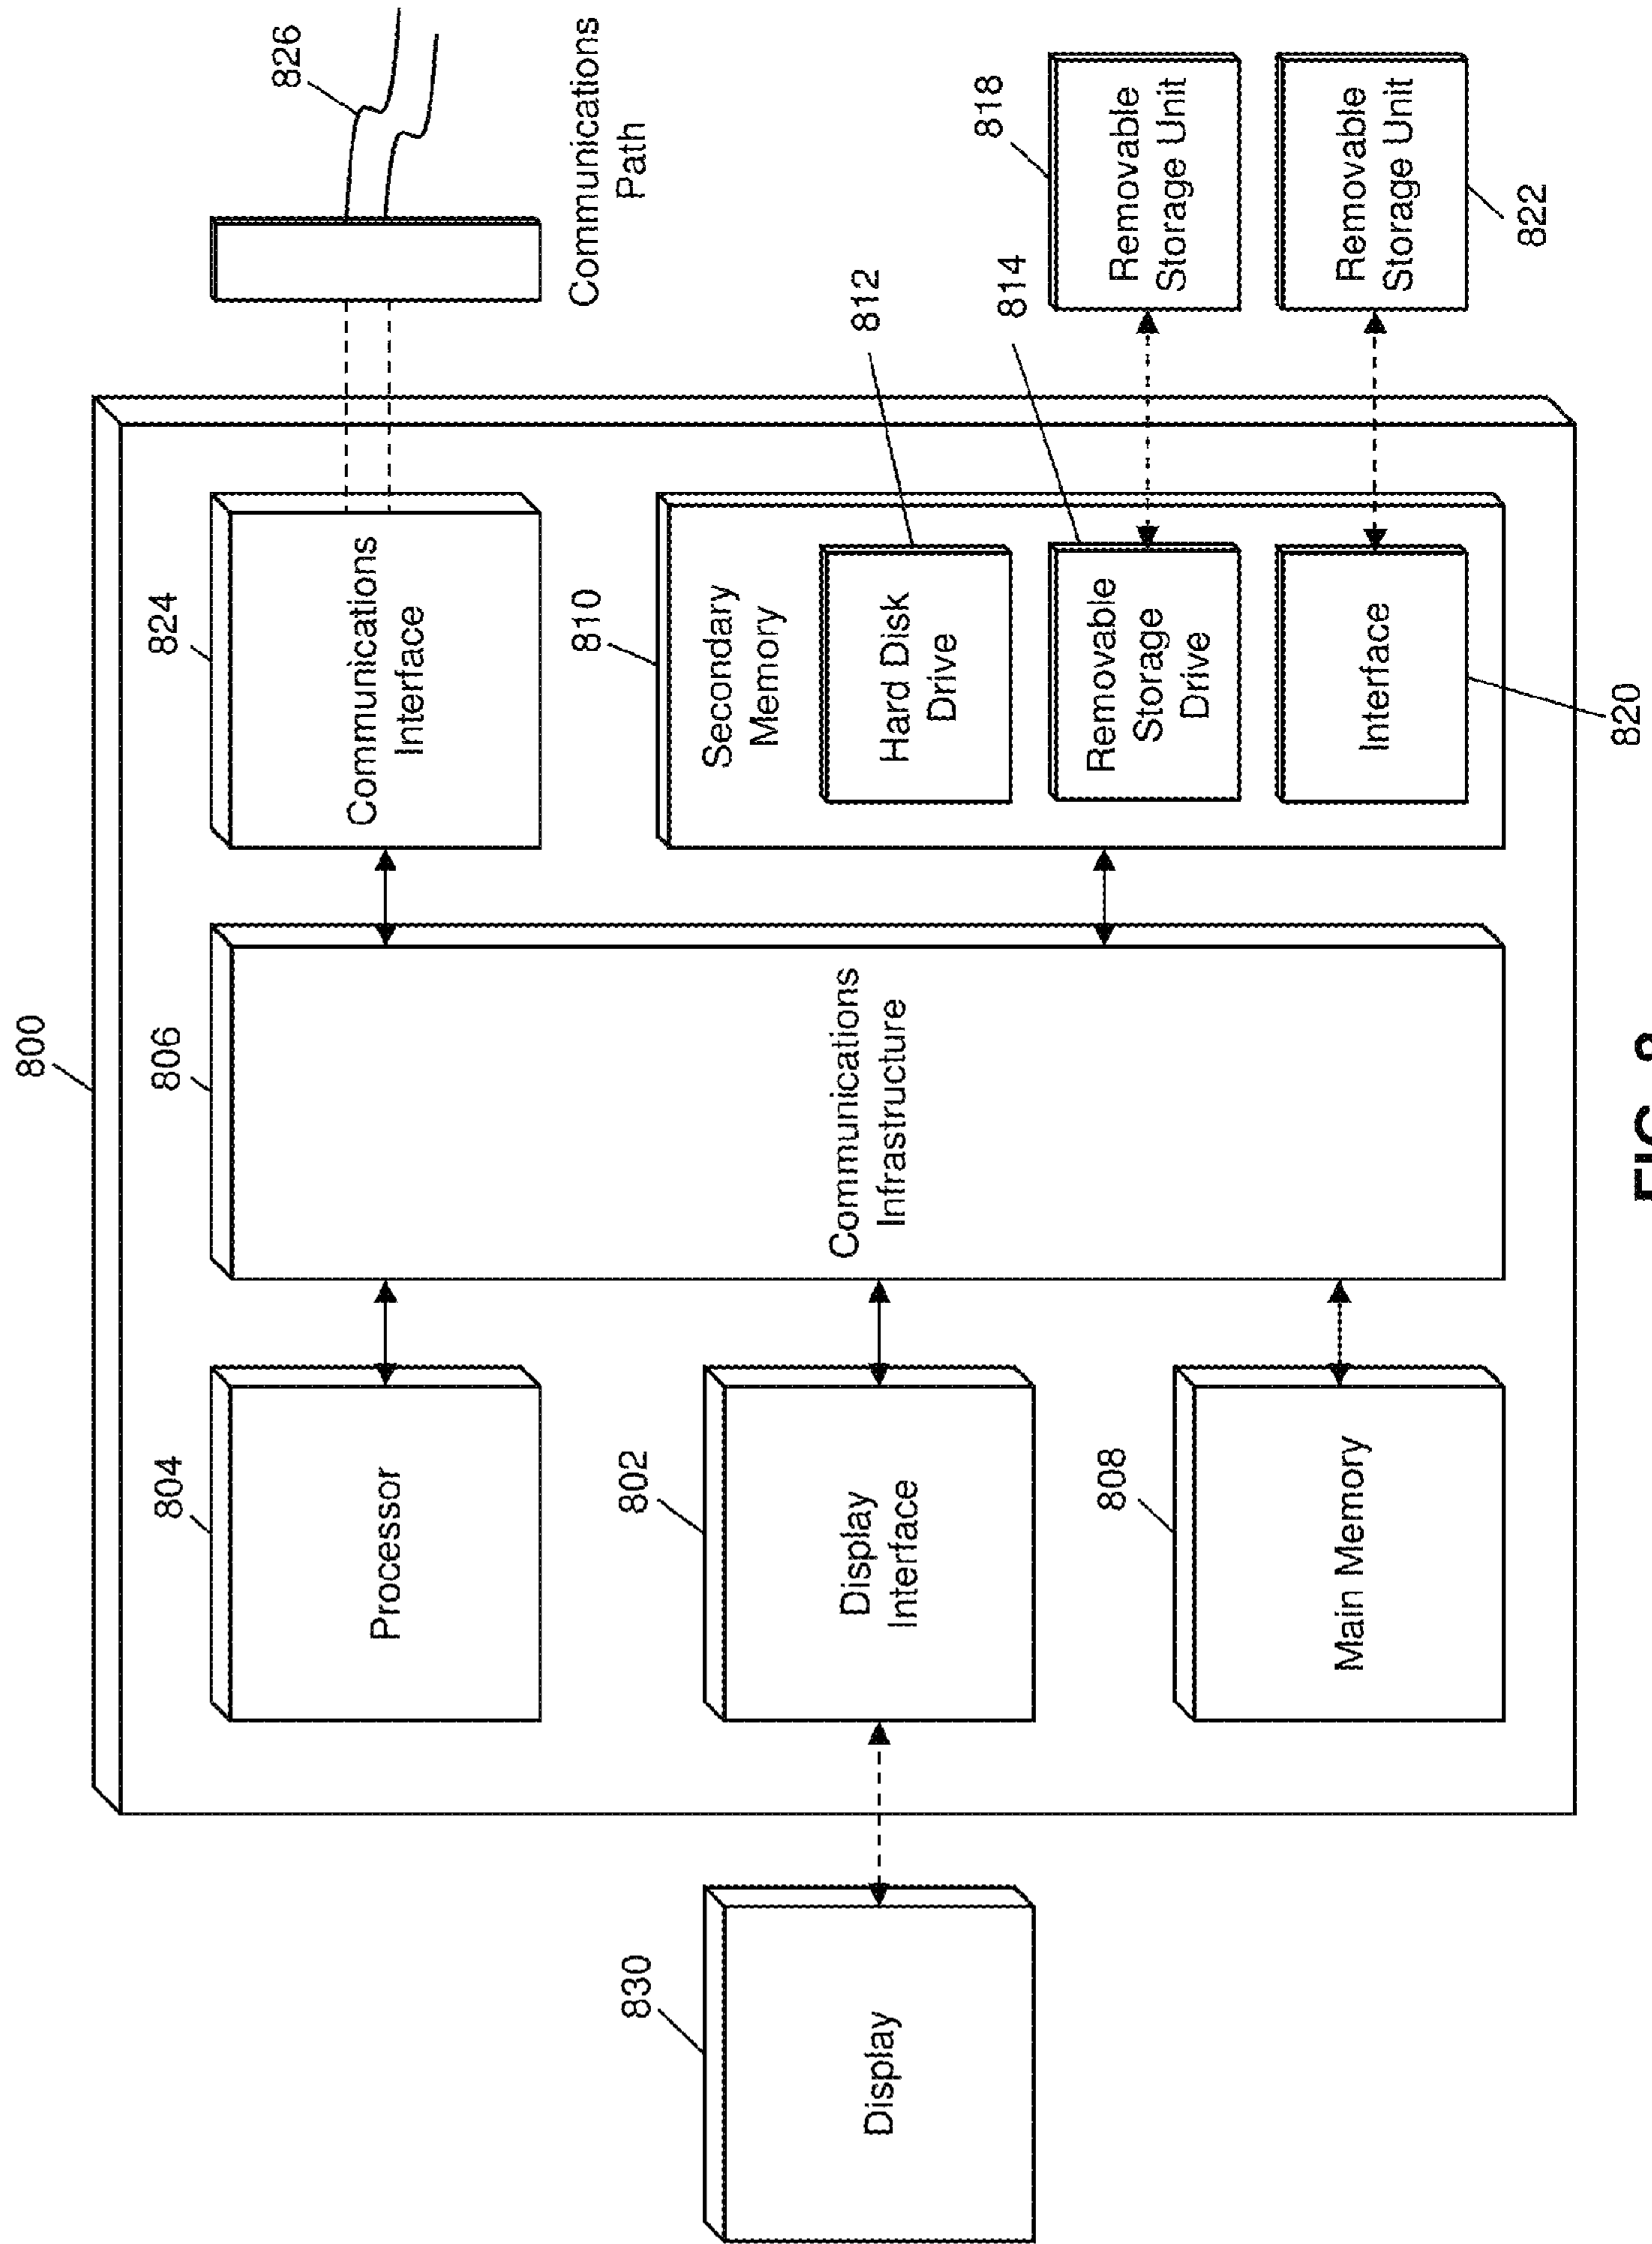 800
826
Communications
Path
804
Processor
806
824
Communications
Interface
830
Display
802
Display
Interface
Communications
Infrastructure
810
Secondary
Memory
812
Hard Disk
Drive
808
Main Memory
814
Removable
Storage
Drive
818
Removable
Storage Unit
Interface
820
Removable
Storage Unit
822